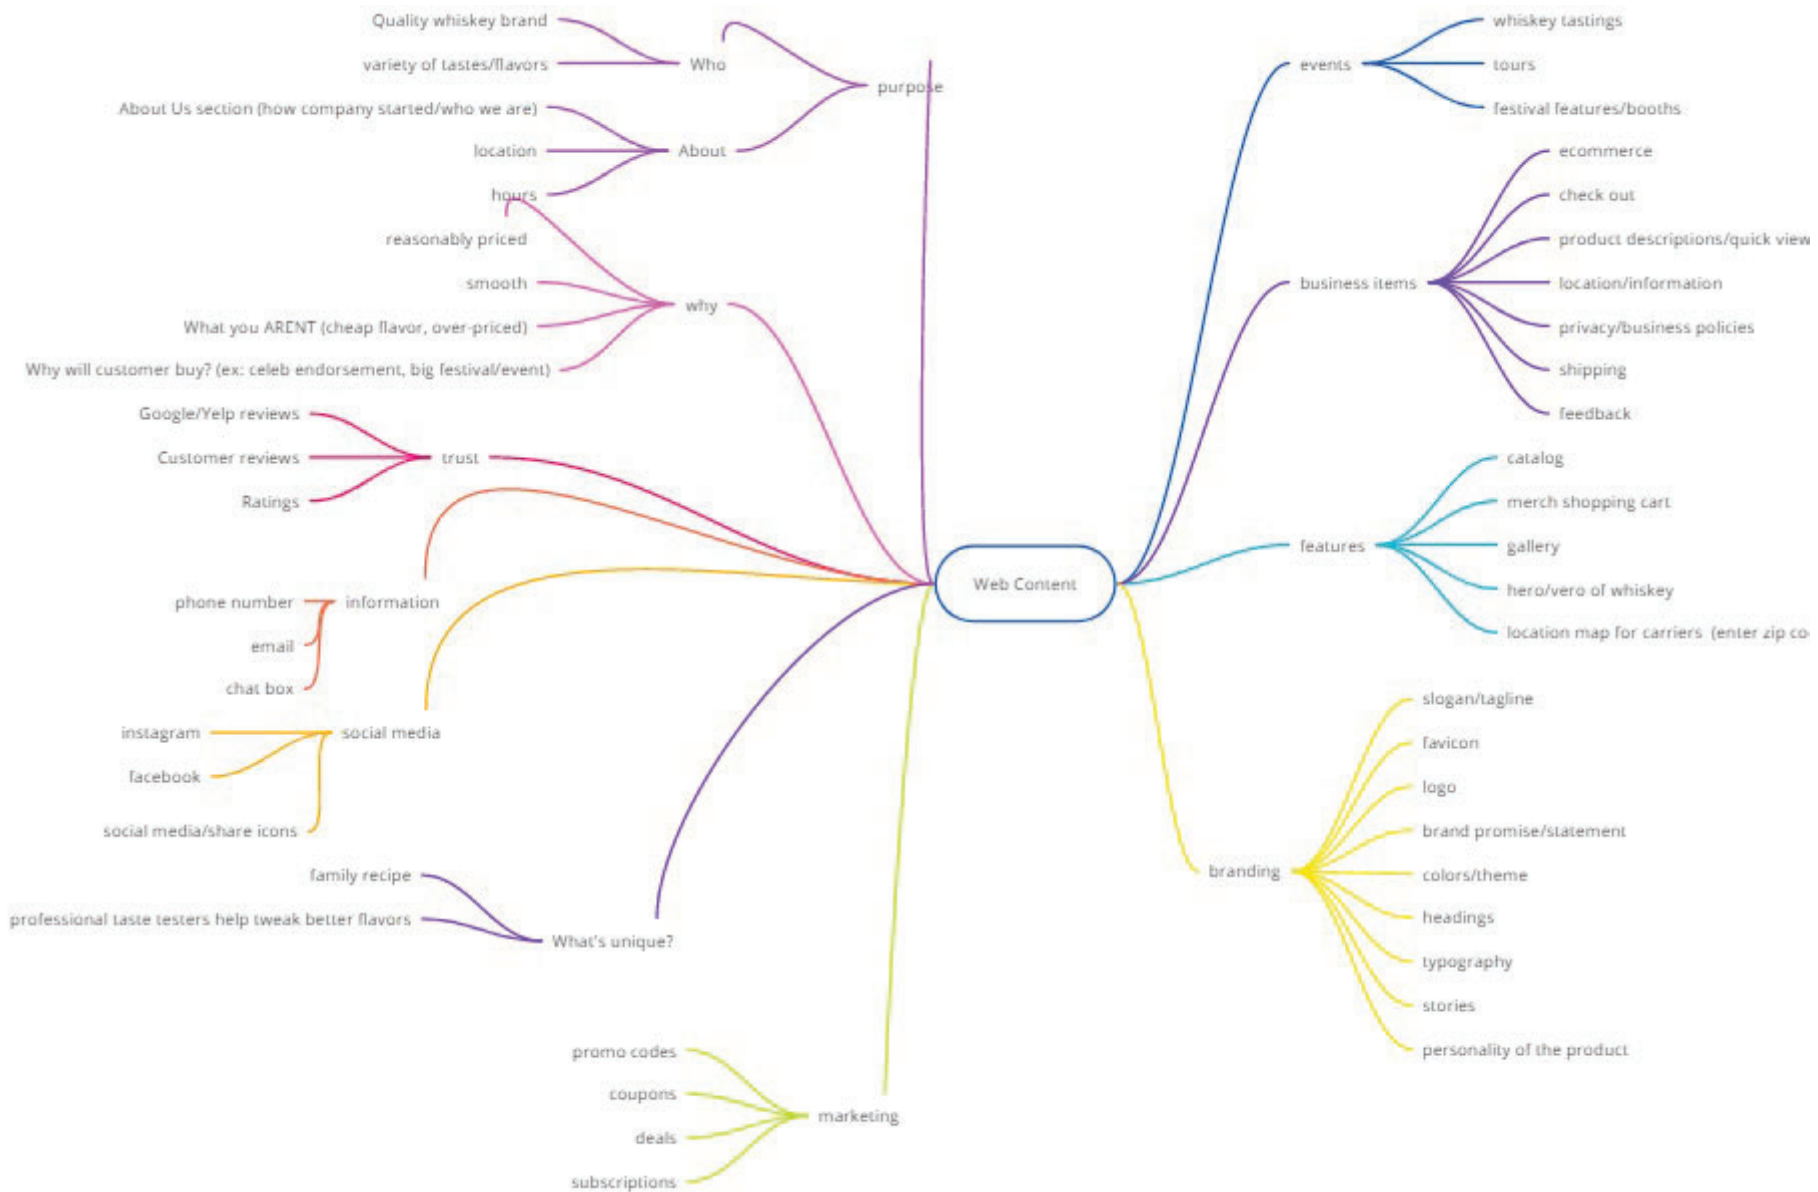 Quality whiskey brand
variety of tastes/flavors
Who
About Us section (how company started/who we are)
location
hours
About
purpose
reasonably priced
smooth
What you ARENT (cheap flavor, over-priced)
Why will customer buy? (ex: celeb endorsement, big festival/event)
why
Google/Yelp reviews
Customer reviews
Ratings
trust
phone number
email
chat box
information
instagram
facebook
social media/share icons
social media
family recipe
professional taste testers help tweak better flavors
What's unique?
promo codes
coupons
deals
subscriptions
marketing
Web Content
events
whiskey tastings
tours
festival features/booths
business items
ecommerce
check out
product descriptions/quick view
location/information
privacy/business policies
shipping
feedback
features
catalog
merch shopping cart
gallery
hero/vero of whiskey
location map for carriers (enter zip co
branding
slogan/tagline
favicon
logo
brand promise/statement
colors/theme
headings
typography
stories
personality of the product